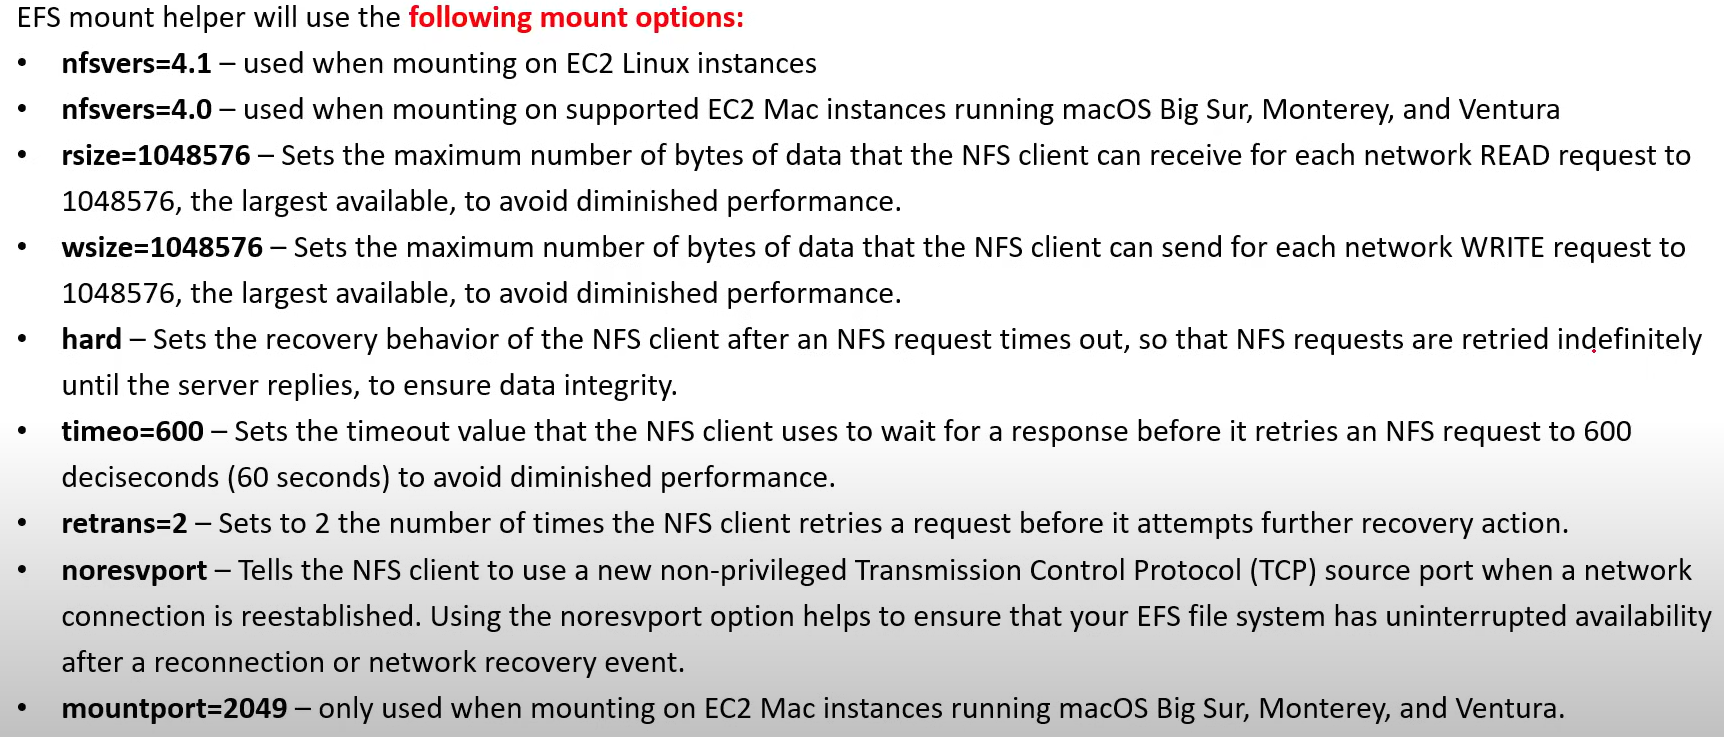 EFS mount helper will use the following mount options:
• nfsvers=4.1 – used when mounting on EC2 Linux instances
• nfsvers=4.0 – used when mounting on supported EC2 Mac instances running macOS Big Sur, Monterey, and Ventura
• rsize=1048576 – Sets the maximum number of bytes of data that the NFS client can receive for each network READ request to
1048576, the largest available, to avoid diminished performance.
• wsize=1048576 – Sets the maximum number of bytes of data that the NFS client can send for each network WRITE request to
1048576, the largest available, to avoid diminished performance.
• hard – Sets the recovery behavior of the NFS client after an NFS request times out, so that NFS requests are retried indefinitely
until the server replies, to ensure data integrity.
• timeo=600 – Sets the timeout value that the NFS client uses to wait for a response before it retries an NFS request to 600
deciseconds (60 seconds) to avoid diminished performance.
• retrans=2 – Sets to 2 the number of times the NFS client retries a request before it attempts further recovery action.
• noresvport – Tells the NFS client to use a new non-privileged Transmission Control Protocol (TCP) source port when a network
connection is reestablished. Using the noresvport option helps to ensure that your EFS file system has uninterrupted availability
after a reconnection or network recovery event.
• mountport=2049 – only used when mounting on EC2 Mac instances running macOS Big Sur, Monterey, and Ventura.